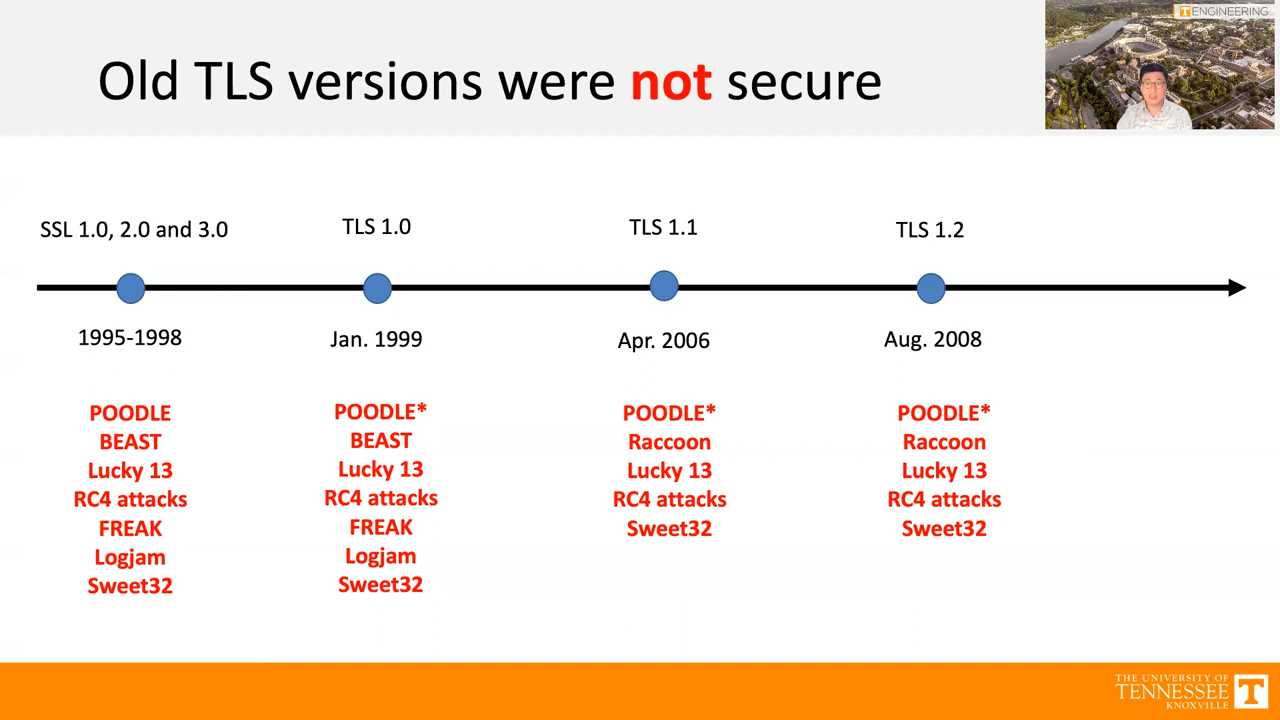 ENGINEERING
Old TLS versions were not secure
SSL 1.0, 2.0 and 3.0
TLS 1.0
TLS 1.1
TLS 1.2
1995-1998
Jan. 1999
Apr. 2006
Aug. 2008
POODLE
BEAST
Lucky 13
RC4 attacks
FREAK
Logjam
Sweet32
POODLE*
BEAST
Lucky 13
RC4 attacks
FREAK
Logjam
Sweet32
POODLE*
Raccoon
Lucky 13
RC4 attacks
Sweet32
POODLE*
Raccoon
Lucky 13
RC4 attacks
Sweet32
THE UNIVERSITY OF
TENNESSEE
KNOXVILLE
T